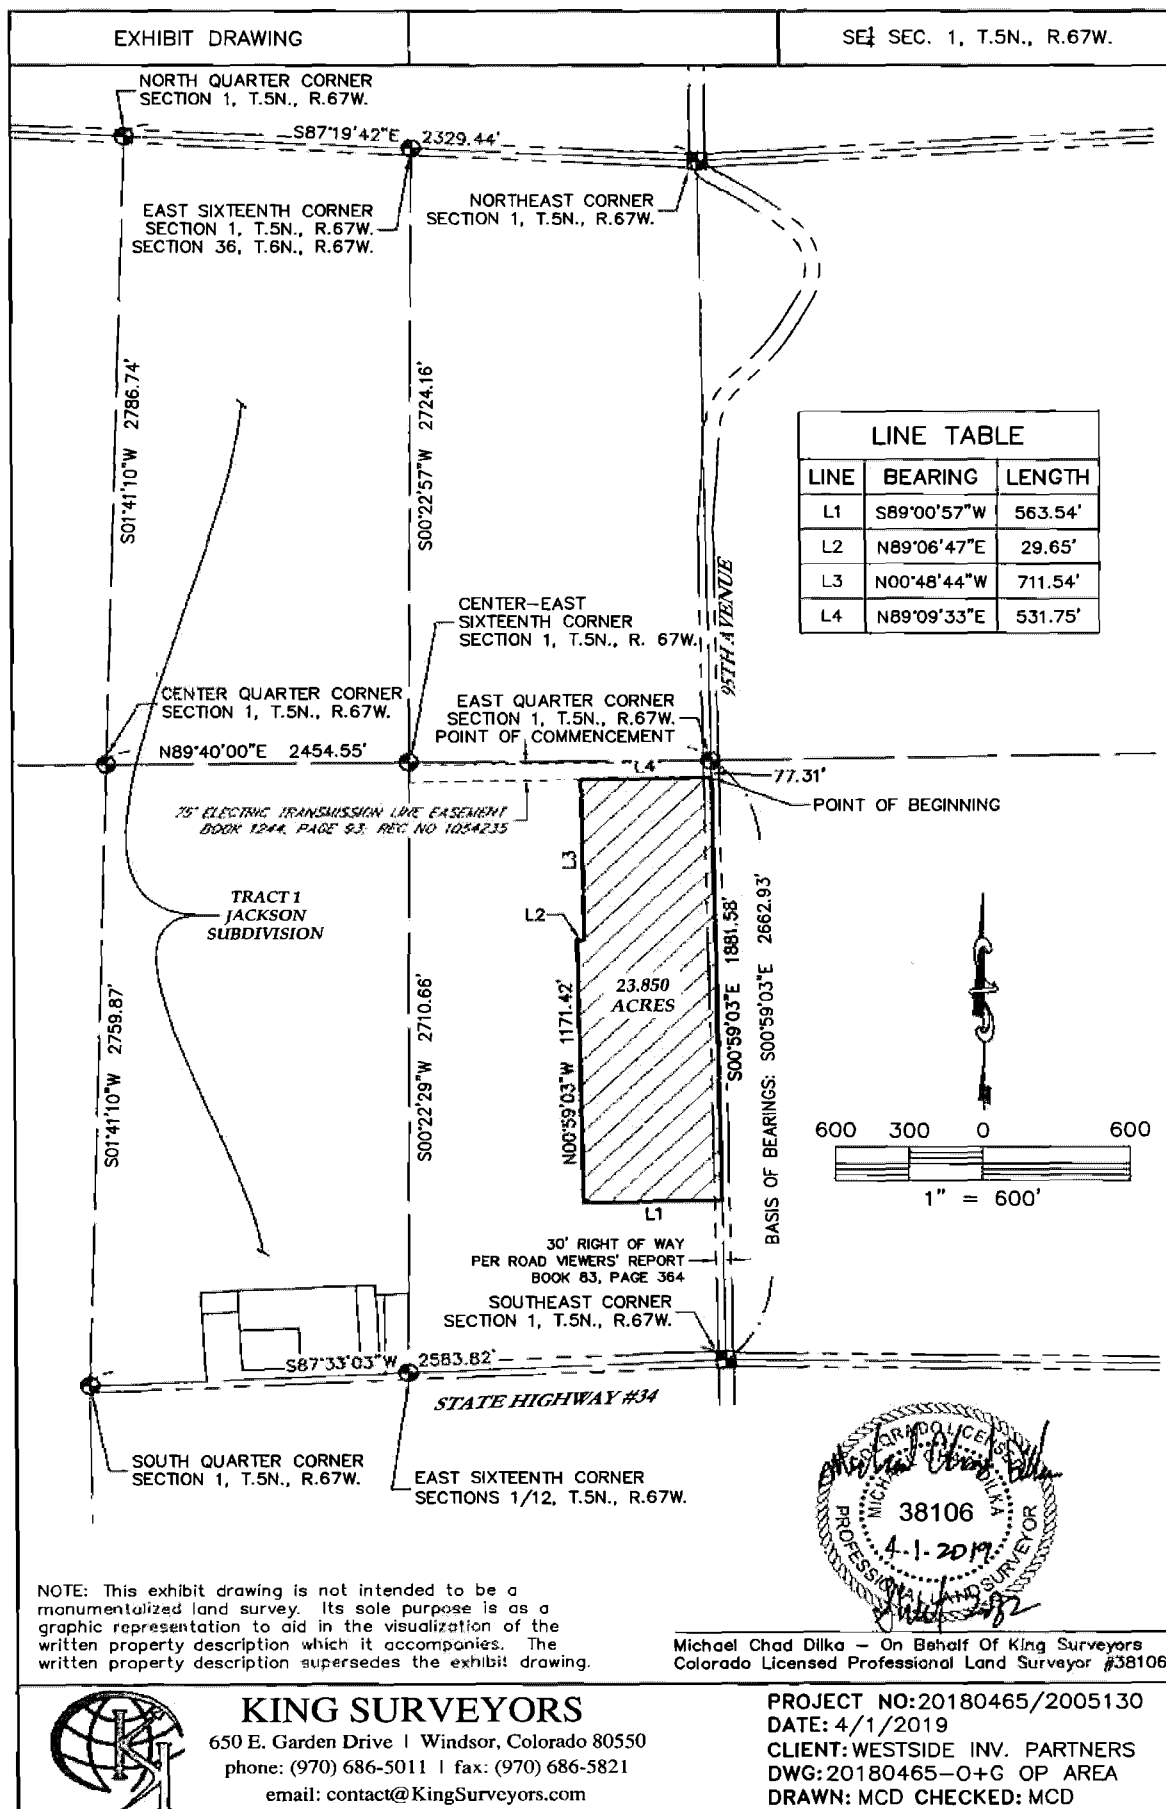 EXHIBIT DRAWING
SE¼ SEC. 1, T.5N., R.67W.
NORTH QUARTER CORNER
SECTION 1, T.5N., R.67W.
S87°19'42"E 2329.44'
EAST SIXTEENTH CORNER
SECTION 1, T.5N., R.67W.
SECTION 36, T.6N., R.67W.
NORTHEAST CORNER
SECTION 1, T.5N., R.67W.
S01°41'10"W 2786.74'
S00°22'57"W 2724.16'
LINE TABLE
LINE BEARING LENGTH
L1 S89°00'57"W 563.54'
L2 N89°06'47"E 29.65'
L3 N00°48'44"W 711.54'
L4 N89°09'33"E 531.75'
95TH AVENUE
CENTER-EAST
SIXTEENTH CORNER
SECTION 1, T.5N., R. 67W.
CENTER QUARTER CORNER
SECTION 1, T.5N., R.67W.
EAST QUARTER CORNER
SECTION 1, T.5N., R.67W.
POINT OF COMMENCEMENT
N89°40'00"E 2454.55'
L4
77.31'
POINT OF BEGINNING
75' ELECTRIC TRANSMISSION LINE EASEMENT
BOOK 1244, PAGE 93, REC NO 1054235
L3
L2
TRACT 1
JACKSON
SUBDIVISION
23.850
ACRES
S01°41'10"W 2759.87'
S00°22'29"W 2710.66'
N00°59'03"W 1171.42'
S00°59'03"E 1881.58'
BASIS OF BEARINGS: S00°59'03"E 2662.93'
600 300 0 600
1" = 600'
L1
30' RIGHT OF WAY
PER ROAD VIEWERS' REPORT
BOOK 83, PAGE 364
SOUTHEAST CORNER
SECTION 1, T.5N., R.67W.
S87°33'03"W 2583.82'
STATE HIGHWAY #34
SOUTH QUARTER CORNER
SECTION 1, T.5N., R.67W.
EAST SIXTEENTH CORNER
SECTIONS 1/12, T.5N., R.67W.
COLORADO LICENSED
MICHAEL CHAD DILKA
38106
4-1-2019
PROFESSIONAL LAND SURVEYOR
NOTE: This exhibit drawing is not intended to be a
monumentalized land survey. Its sole purpose is as a
graphic representation to aid in the visualization of the
written property description which it accompanies. The
written property description supersedes the exhibit drawing.
Michael Chad Dilka – On Behalf Of King Surveyors
Colorado Licensed Professional Land Surveyor #38106
KING SURVEYORS
650 E. Garden Drive | Windsor, Colorado 80550
phone: (970) 686-5011 | fax: (970) 686-5821
email: contact@KingSurveyors.com
PROJECT NO:20180465/2005130
DATE: 4/1/2019
CLIENT: WESTSIDE INV. PARTNERS
DWG:20180465-O+G OP AREA
DRAWN: MCD CHECKED: MCD